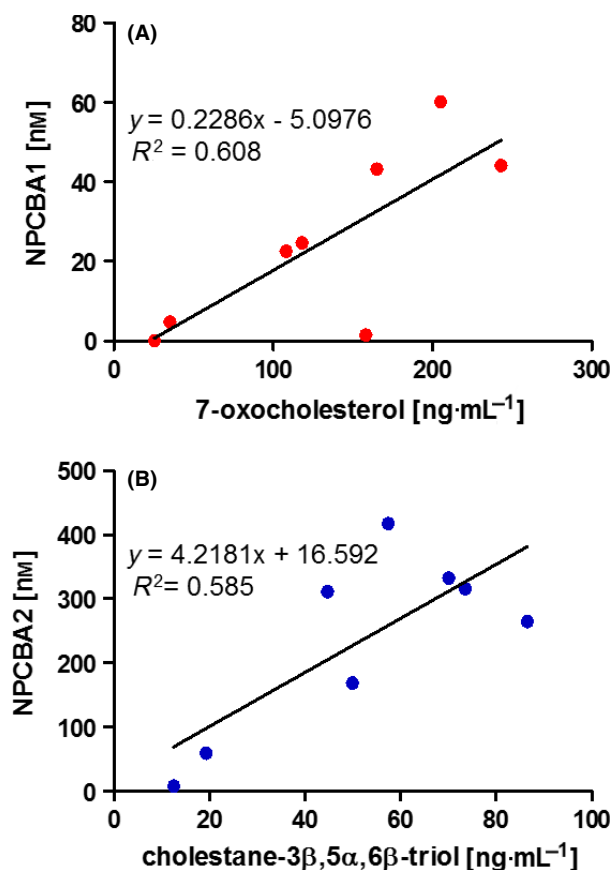 (A)
80
60
40
20
0
NPCBA1 [nM]
y = 0.2286x - 5.0976
R² = 0.608
0 100 200 300
7-oxocholesterol [ng·mL⁻¹]
(B)
500
400
300
200
100
0
NPCBA2 [nM]
y = 4.2181x + 16.592
R²= 0.585
0 20 40 60 80 100
cholestane-3β,5α,6β-triol [ng·mL⁻¹]